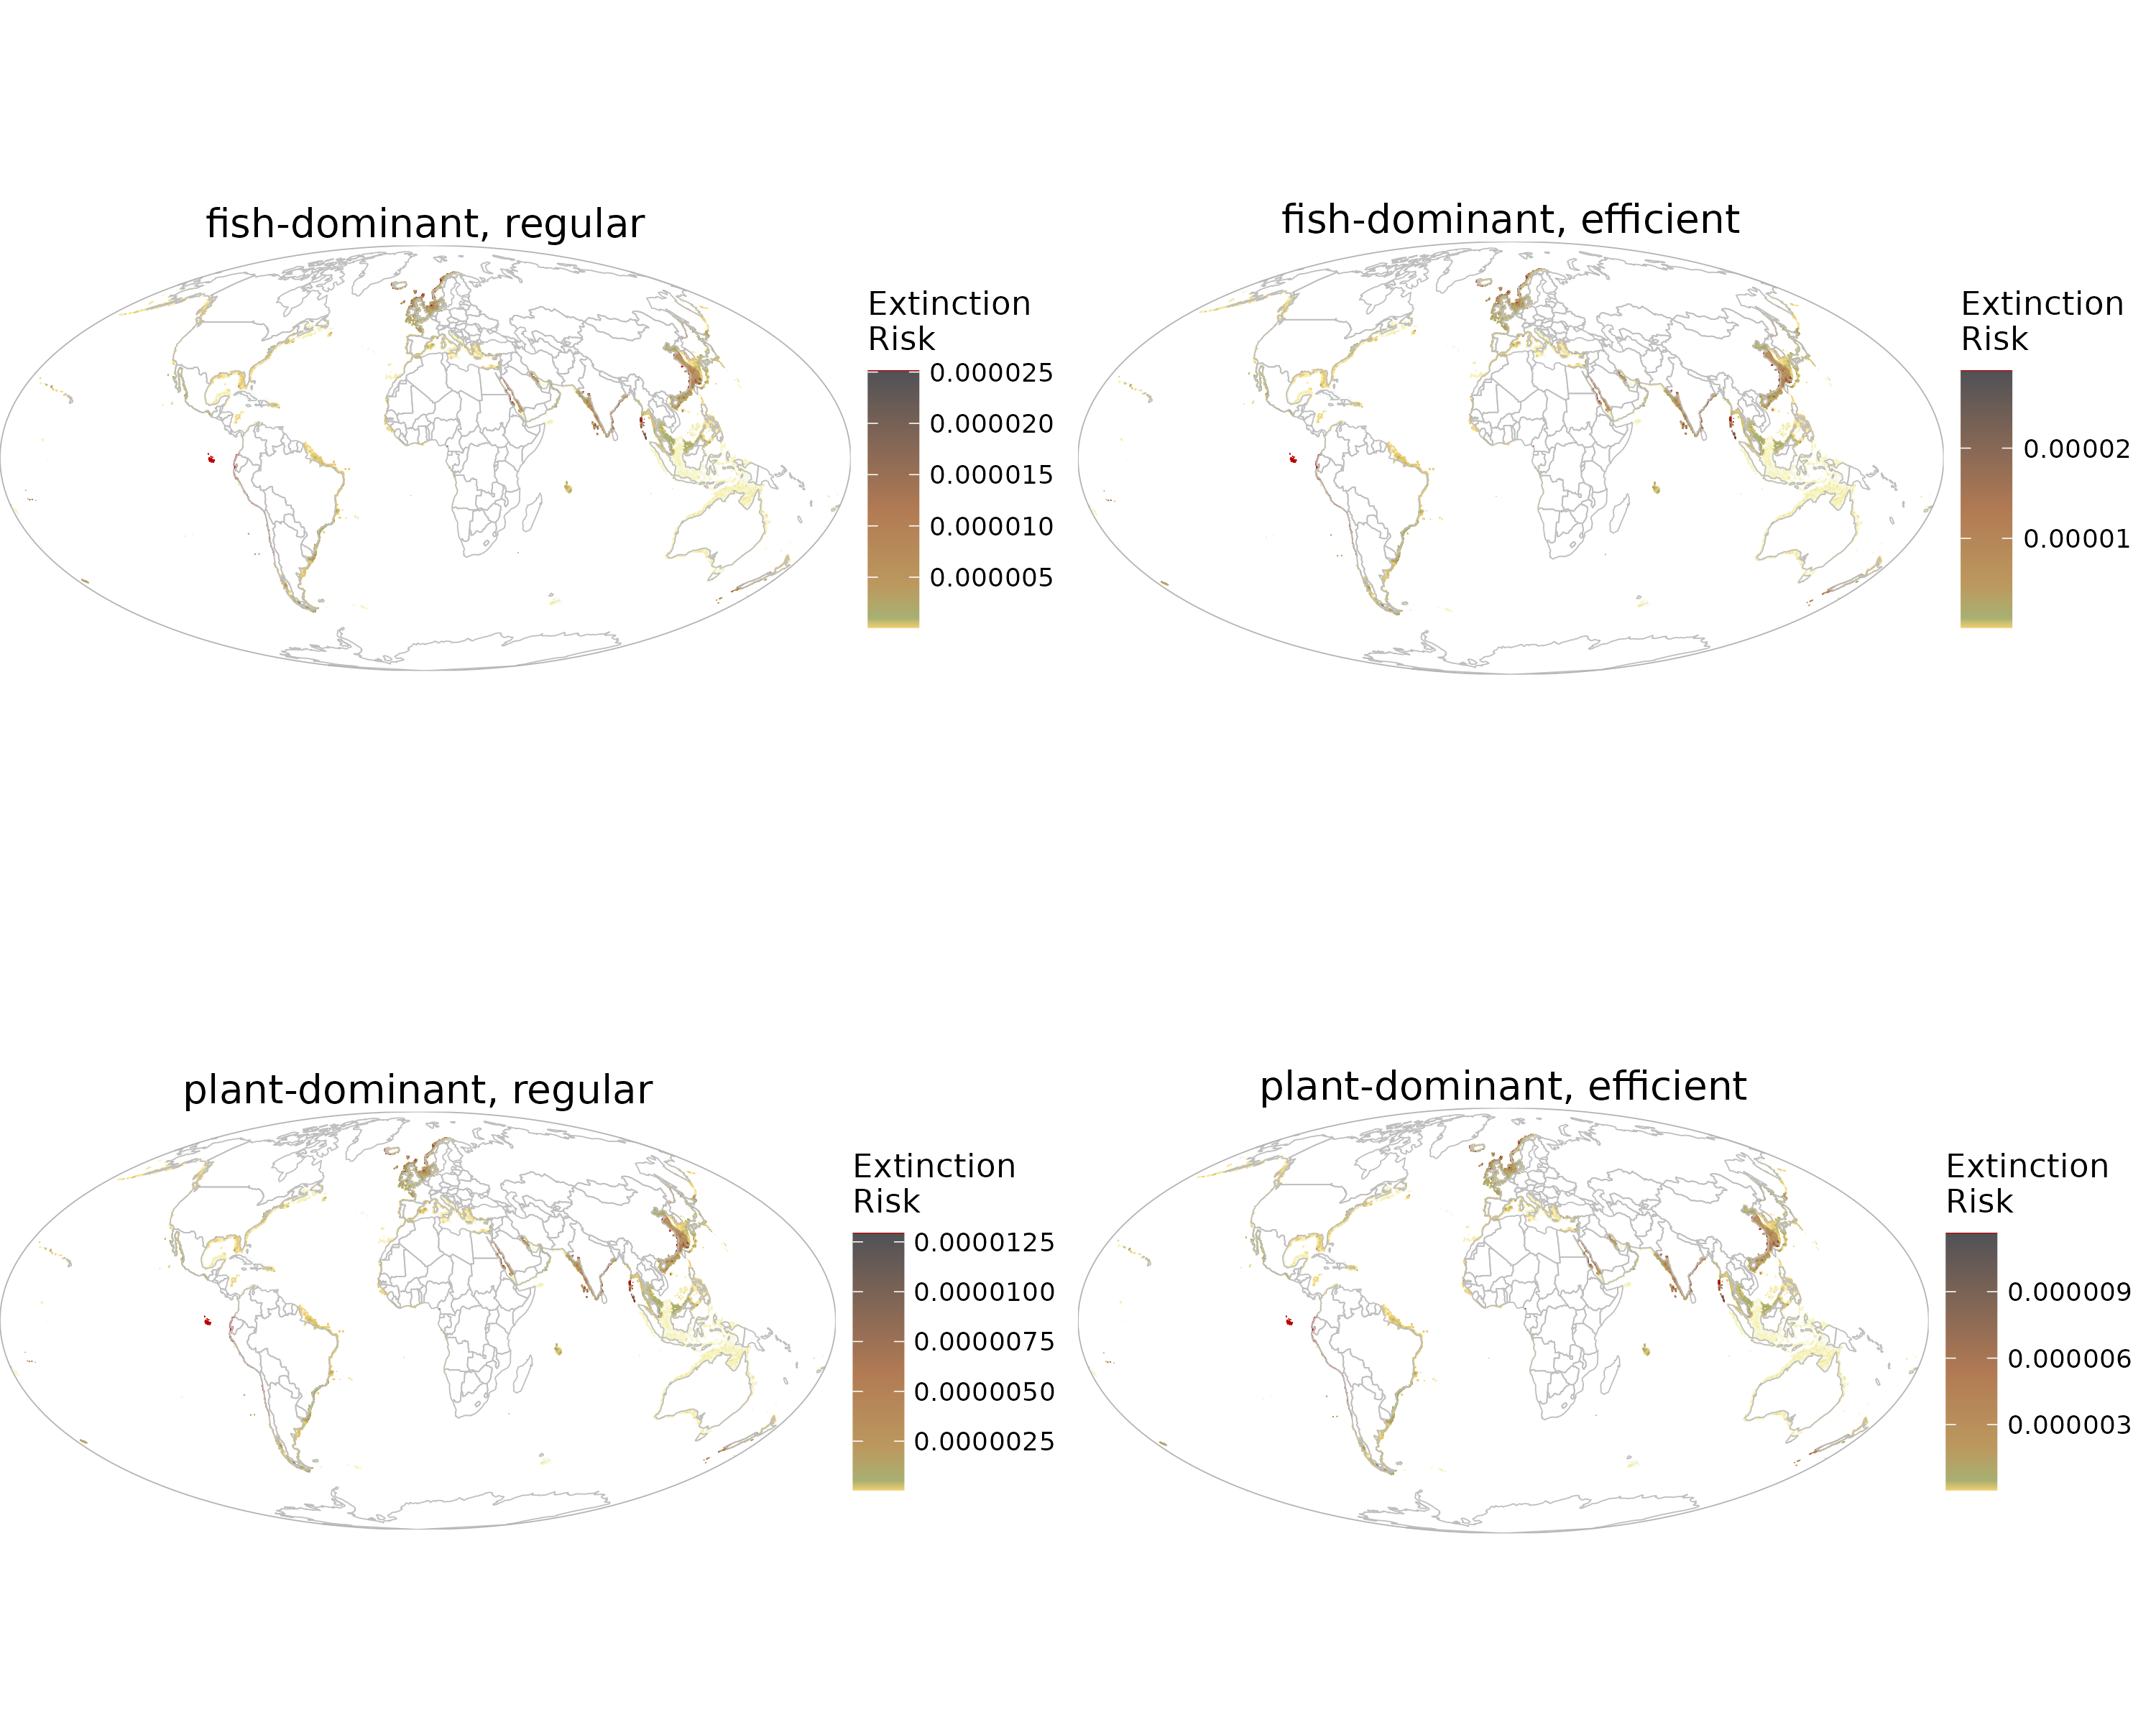 fish-dominant, regular
Extinction
Risk
0.000025
0.000020
0.000015
0.000010
0.000005
fish-dominant, efficient
Extinction
Risk
0.00002
0.00001
plant-dominant, regular
Extinction
Risk
0.0000125
0.0000100
0.0000075
0.0000050
0.0000025
plant-dominant, efficient
Extinction
Risk
0.000009
0.000006
0.000003